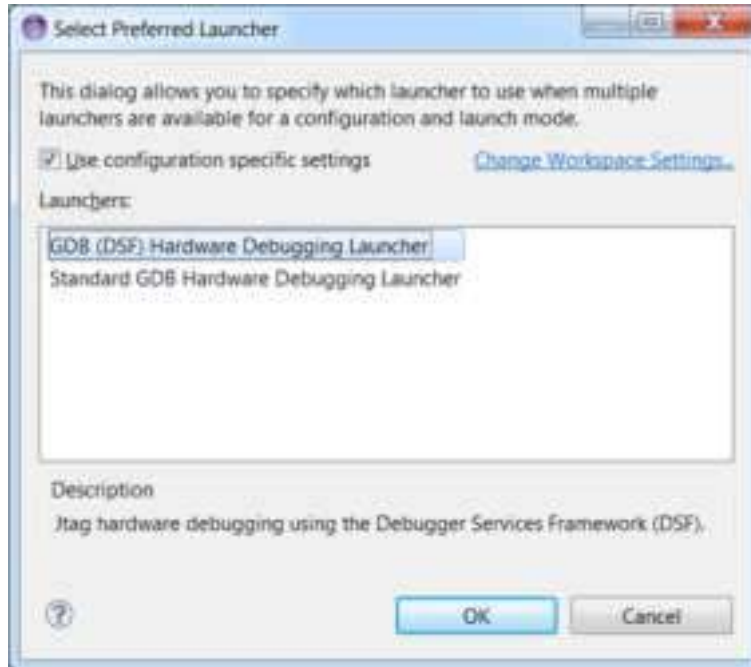 Select Preferred Launcher
This dialog allows you to specify which launcher to use when multiple
launchers are available for a configuration and launch mode.
Use configuration specific settings
Change Workspace Settings...
Launchers:
GDB (DSF) Hardware Debugging Launcher
Standard GDB Hardware Debugging Launcher
Description
Jtag hardware debugging using the Debugger Services Framework (DSF).
?
OK
Cancel